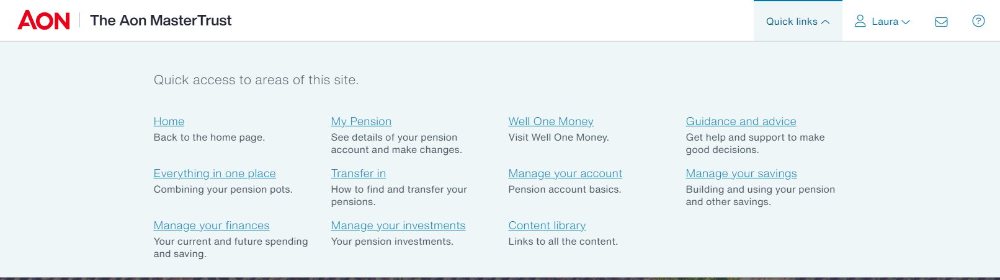 AON The Aon MasterTrust Quick links Laura
Quick access to areas of this site.
Home
Back to the home page.
My Pension
See details of your pension
account and make changes.
Well One Money
Visit Well One Money.
Guidance and advice
Get help and support to make
good decisions.
Everything in one place
Combining your pension pots.
Transfer in
How to find and transfer your
pensions.
Manage your account
Pension account basics.
Manage your savings
Building and using your pension
and other savings.
Manage your finances
Your current and future spending
and saving.
Manage your investments
Your pension investments.
Content library
Links to all the content.